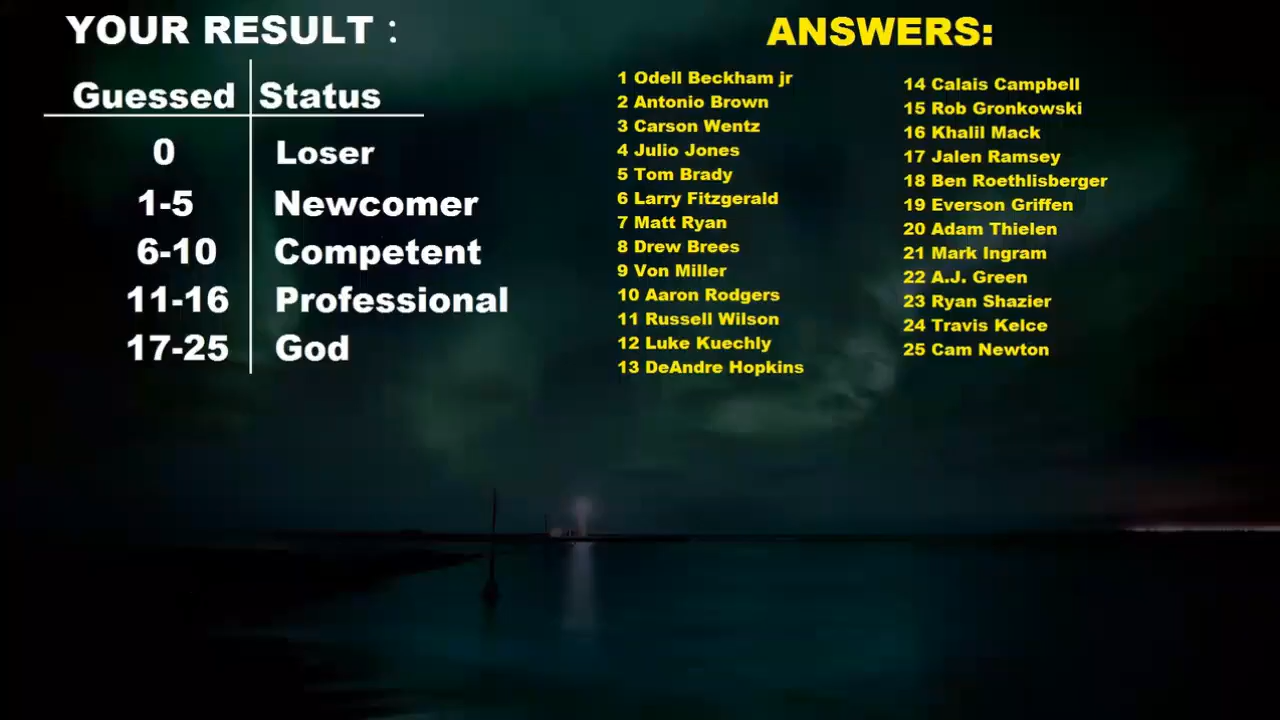 YOUR RESULT :
Guessed Status
0 Loser
1-5 Newcomer
6-10 Competent
11-16 Professional
17-25 God
ANSWERS:
1 Odell Beckham jr
2 Antonio Brown
3 Carson Wentz
4 Julio Jones
5 Tom Brady
6 Larry Fitzgerald
7 Matt Ryan
8 Drew Brees
9 Von Miller
10 Aaron Rodgers
11 Russell Wilson
12 Luke Kuechly
13 DeAndre Hopkins
14 Calais Campbell
15 Rob Gronkowski
16 Khalil Mack
17 Jalen Ramsey
18 Ben Roethlisberger
19 Everson Griffen
20 Adam Thielen
21 Mark Ingram
22 A.J. Green
23 Ryan Shazier
24 Travis Kelce
25 Cam Newton